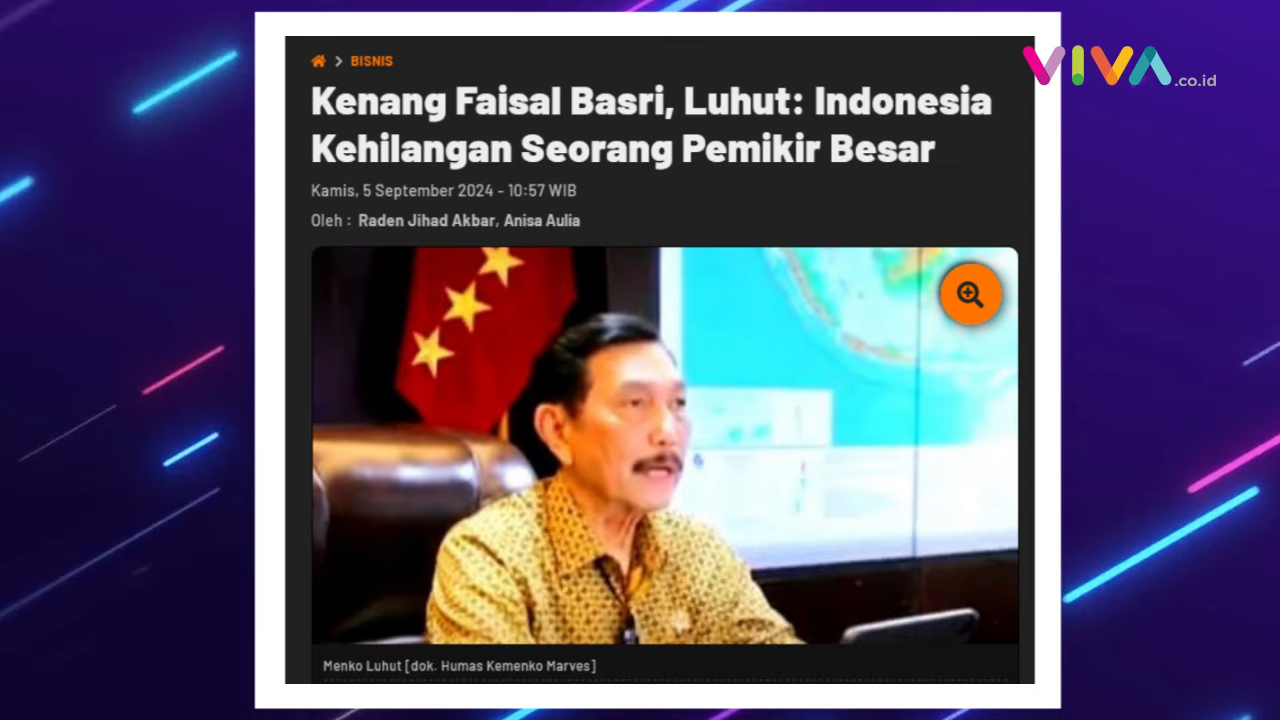 VIVA.co.id
BISNIS
Kenang Faisal Basri, Luhut: Indonesia
Kehilangan Seorang Pemikir Besar
Kamis, 5 September 2024 - 10:57 WIB
Oleh : Raden Jihad Akbar, Anisa Aulia
Menko Luhut [dok. Humas Kemenko Marves]